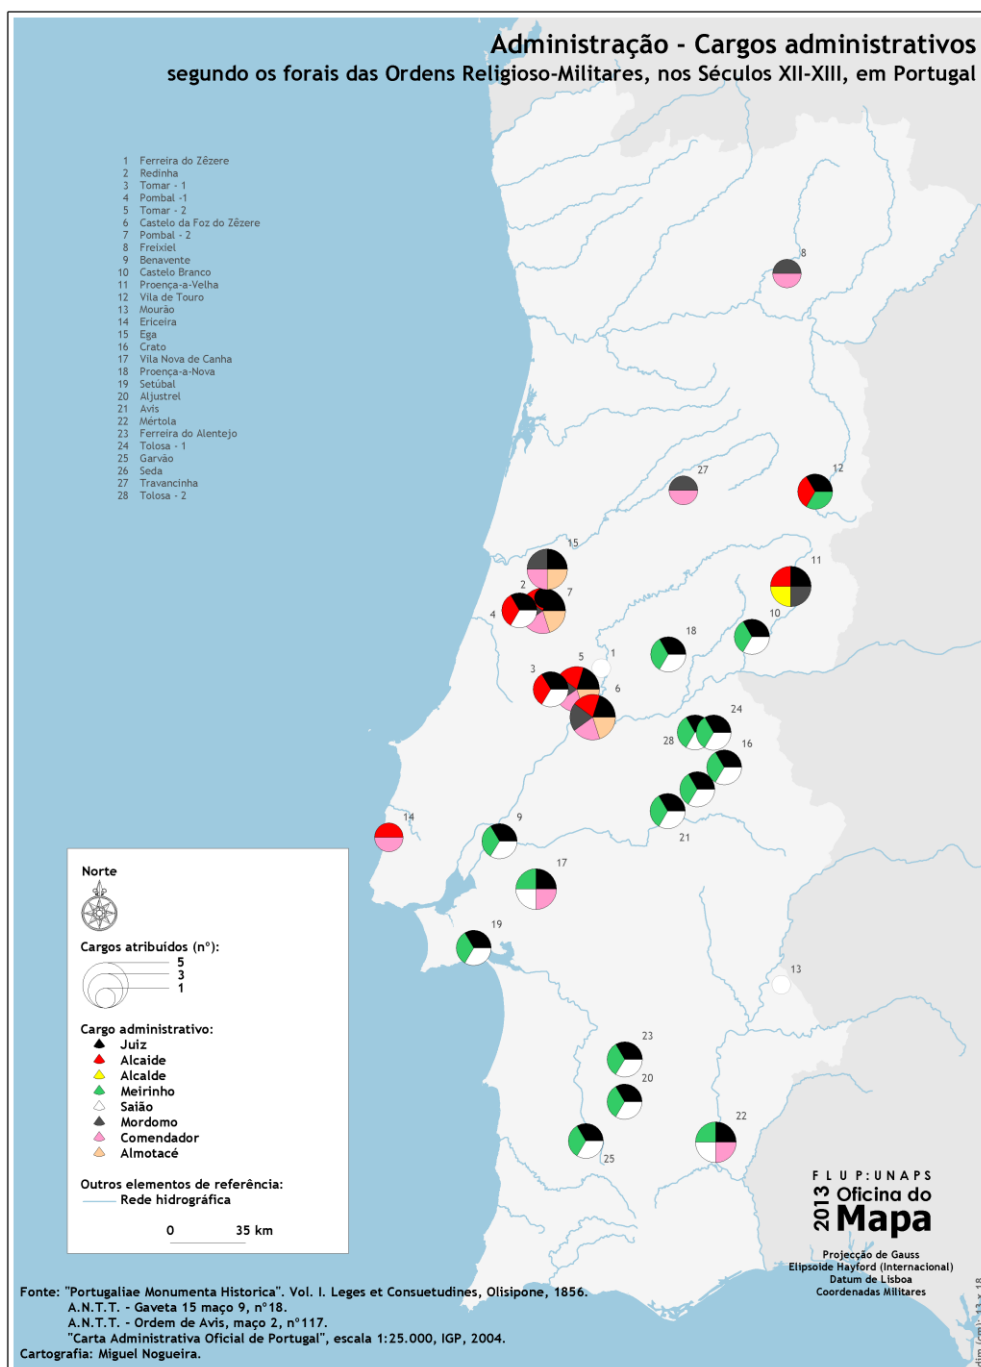 Administração - Cargos administrativos
segundo os forais das Ordens Religioso-Militares, nos Séculos XII-XIII, em Portugal
1 Ferreira do Zêzere
2 Redinha
3 Tomar - 1
4 Pombal -1
5 Tomar - 2
6 Castelo da Foz do Zêzere
7 Pombal - 2
8 Freixiel
9 Benavente
10 Castelo Branco
11 Proença-a-Velha
12 Vila de Touro
13 Mourão
14 Ericeira
15 Ega
16 Crato
17 Vila Nova de Canha
18 Proença-a-Nova
19 Setúbal
20 Aljustrel
21 Avis
22 Mértola
23 Ferreira do Alentejo
24 Tolosa - 1
25 Garvão
26 Seda
27 Travancinha
28 Tolosa - 2
8
27
12
15
11
2
7
4
10
18
5
1
3
6
24
28
16
14
9
21
17
19
13
23
20
22
25
Norte
Cargos atribuídos (nº):
5
3
1
Cargo administrativo:
Juiz
Alcaide
Alcalde
Meirinho
Saião
Mordomo
Comendador
Almotacé
Outros elementos de referência:
Rede hidrográfica
0 35 km
FLUP:UNAPS
2013 Oficina do
Mapa
Projecção de Gauss
Elipsoide Hayford (Internacional)
Datum de Lisboa
Coordenadas Militares
dim (cm): 13 x 18
Fonte: "Portugaliae Monumenta Historica". Vol. I. Leges et Consuetudines, Olisipone, 1856.
A.N.T.T. - Gaveta 15 maço 9, nº18.
A.N.T.T. - Ordem de Avis, maço 2, nº117.
"Carta Administrativa Oficial de Portugal", escala 1:25.000, IGP, 2004.
Cartografia: Miguel Nogueira.